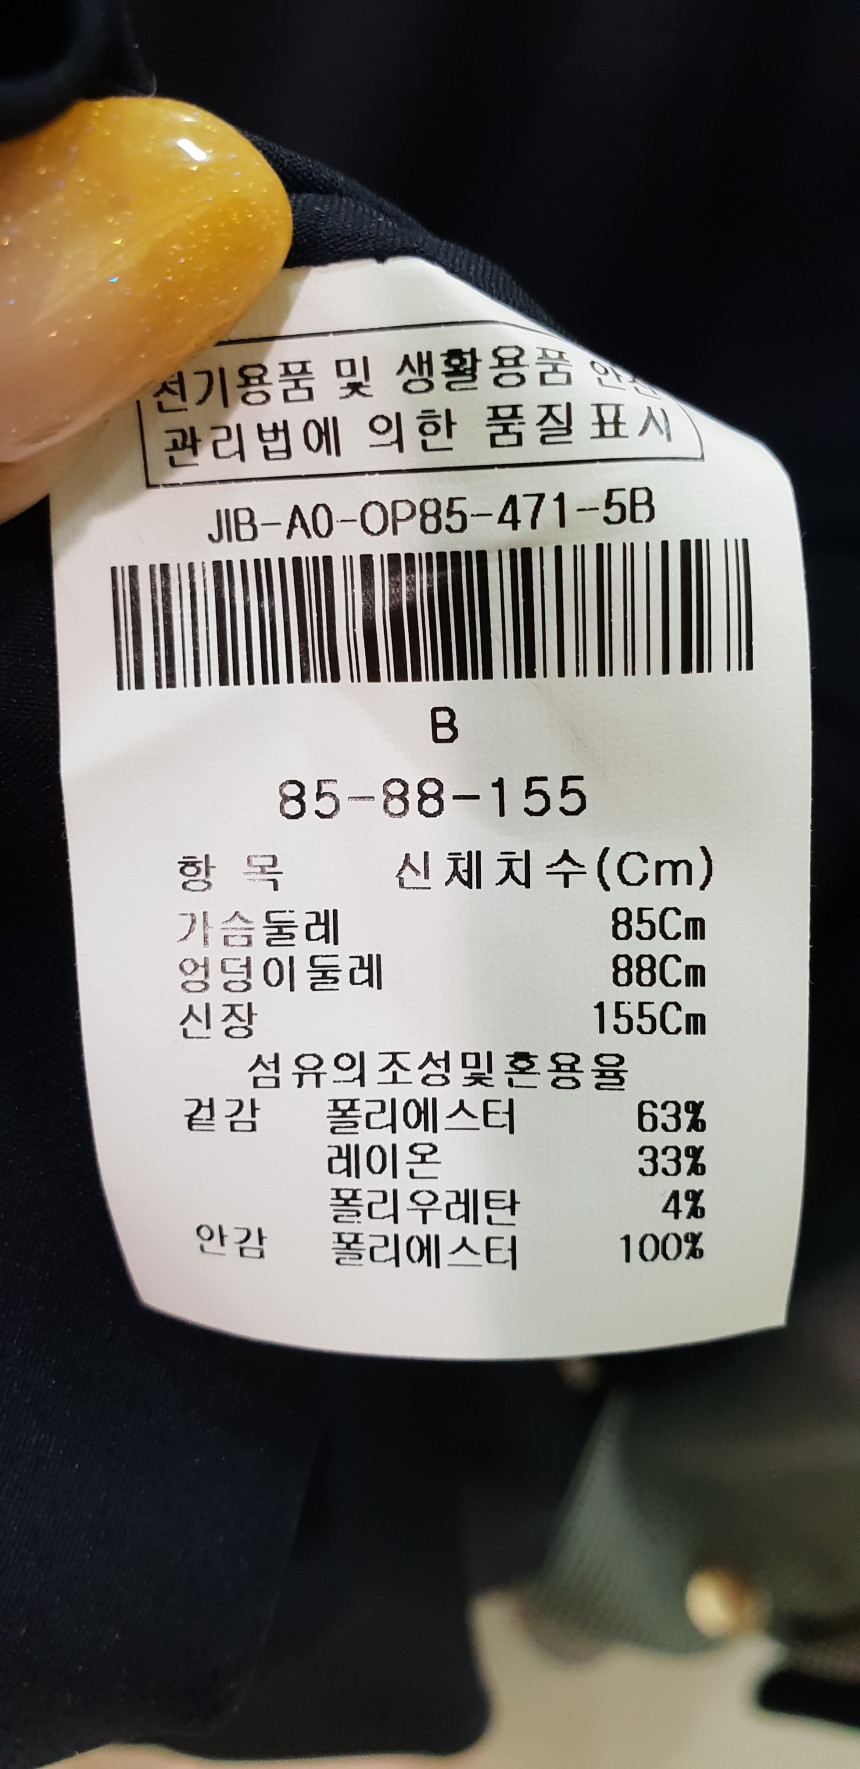 전기용품 및 생활용품 안전
관리법에 의한 품질표시
JIB-A0-OP85-471-5B
B
85-88-155
항 목 신체치수(Cm)
가슴둘레 85Cm
엉덩이둘레 88Cm
신장 155Cm
섬유의조성및혼용율
겉감 폴리에스터 63%
레이온 33%
폴리우레탄 4%
안감 폴리에스터 100%